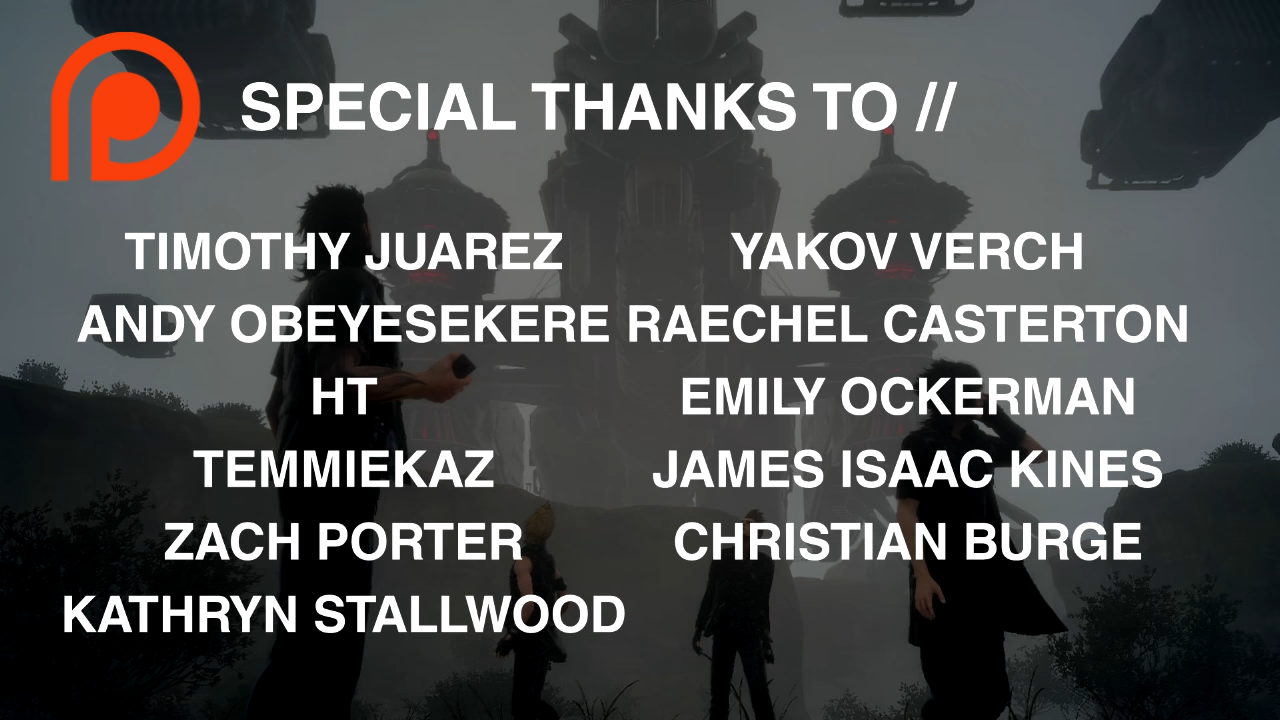 SPECIAL THANKS TO //
TIMOTHY JUAREZ
ANDY OBEYESEKERE
HT
TEMMIEKAZ
ZACH PORTER
KATHRYN STALLWOOD
YAKOV VERCH
RAECHEL CASTERTON
EMILY OCKERMAN
JAMES ISAAC KINES
CHRISTIAN BURGE